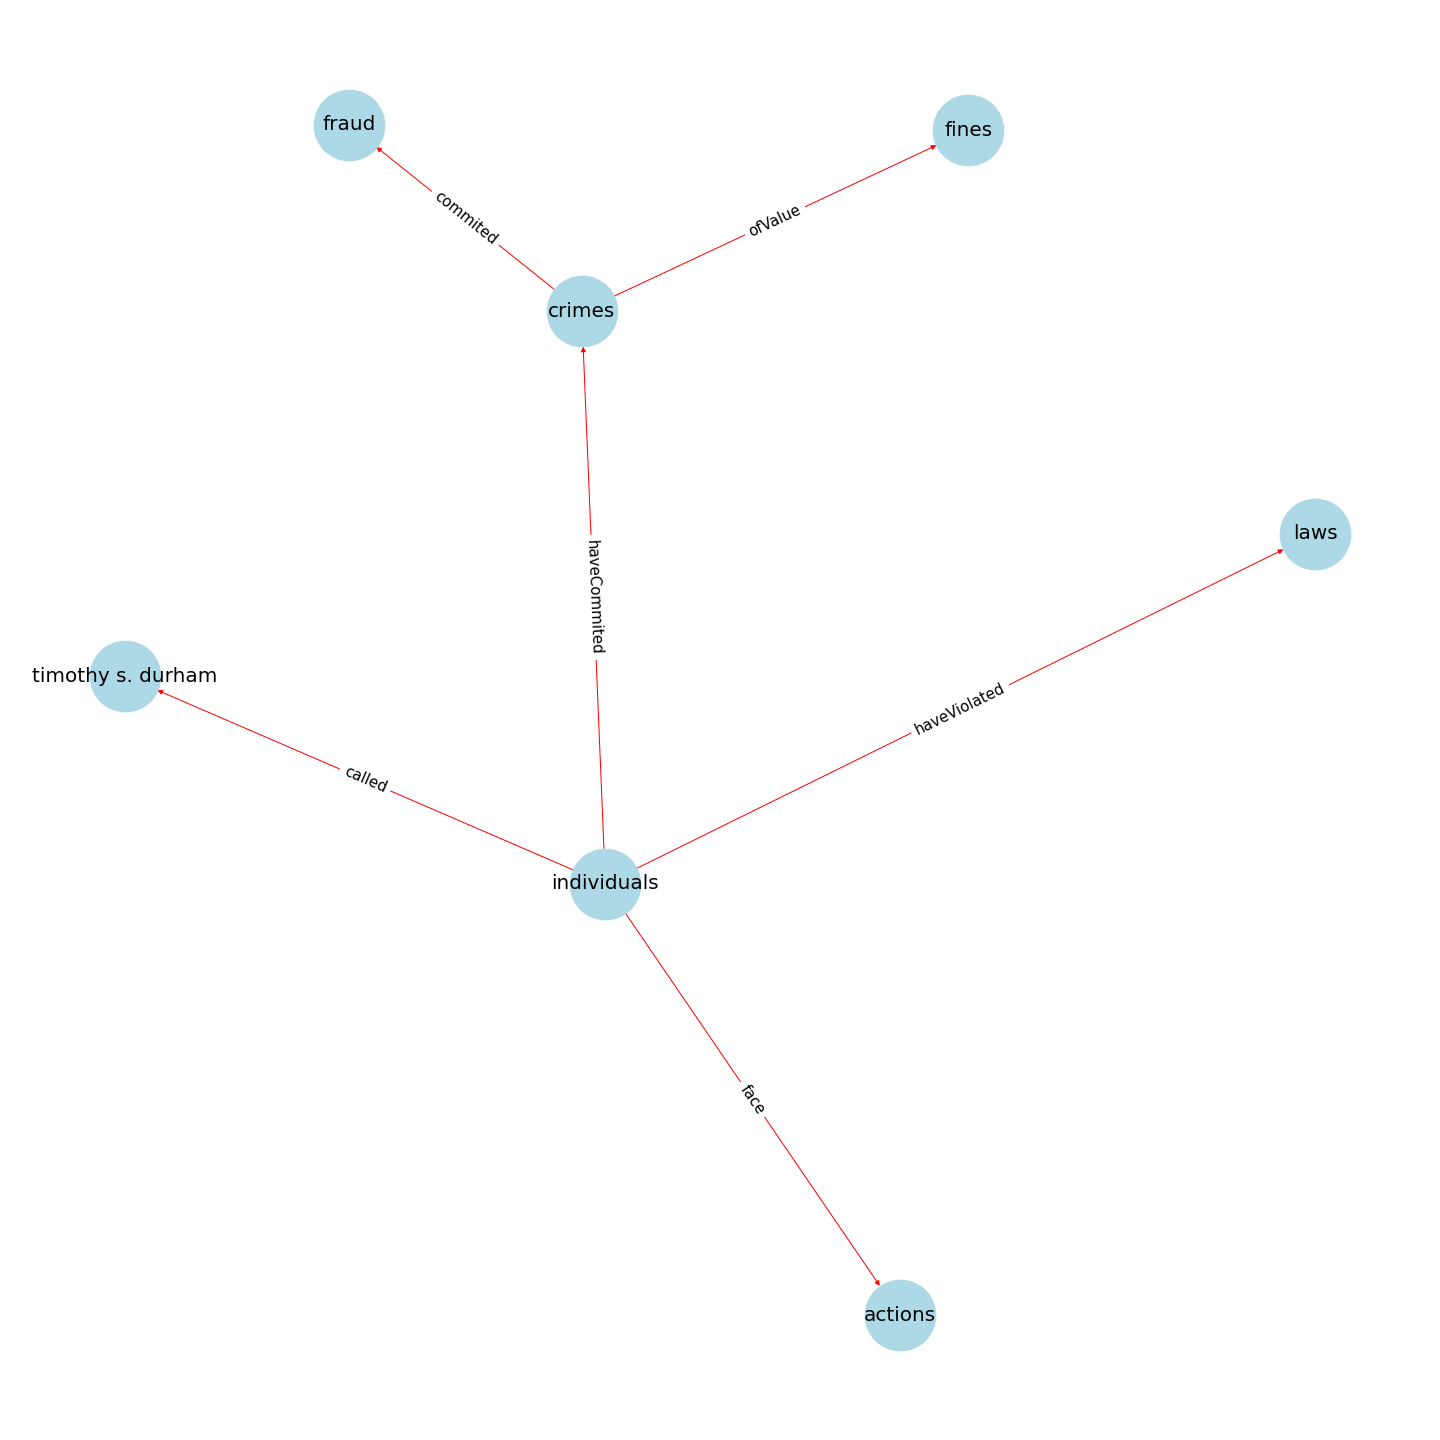 fraud
fines
commited
ofValue
crimes
haveCommited
laws
timothy s. durham
haveViolated
called
individuals
face
actions